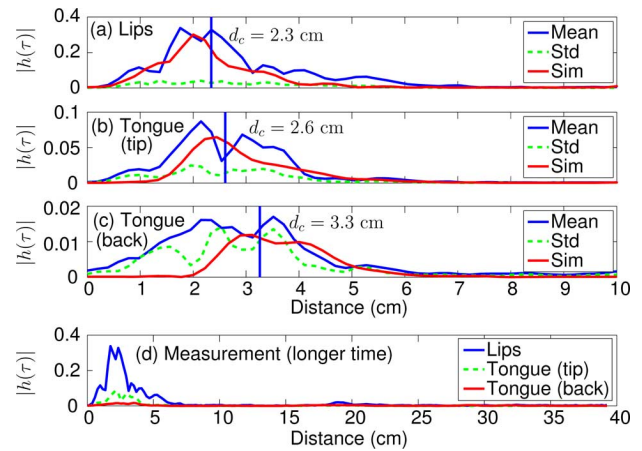 (a) Lips
d_c = 2.3 cm
Mean
Std
Sim
|h(τ)|
0.4
0.2
0
(b) Tongue
(tip)
d_c = 2.6 cm
Mean
Std
Sim
|h(τ)|
0.1
0.05
0
(c) Tongue
(back)
d_c = 3.3 cm
Mean
Std
Sim
|h(τ)|
0.02
0.01
0
0 1 2 3 4 5 6 7 8 9 10
Distance (cm)
(d) Measurement (longer time)
Lips
Tongue (tip)
Tongue (back)
|h(τ)|
0.4
0.2
0
0 5 10 15 20 25 30 35 40
Distance (cm)